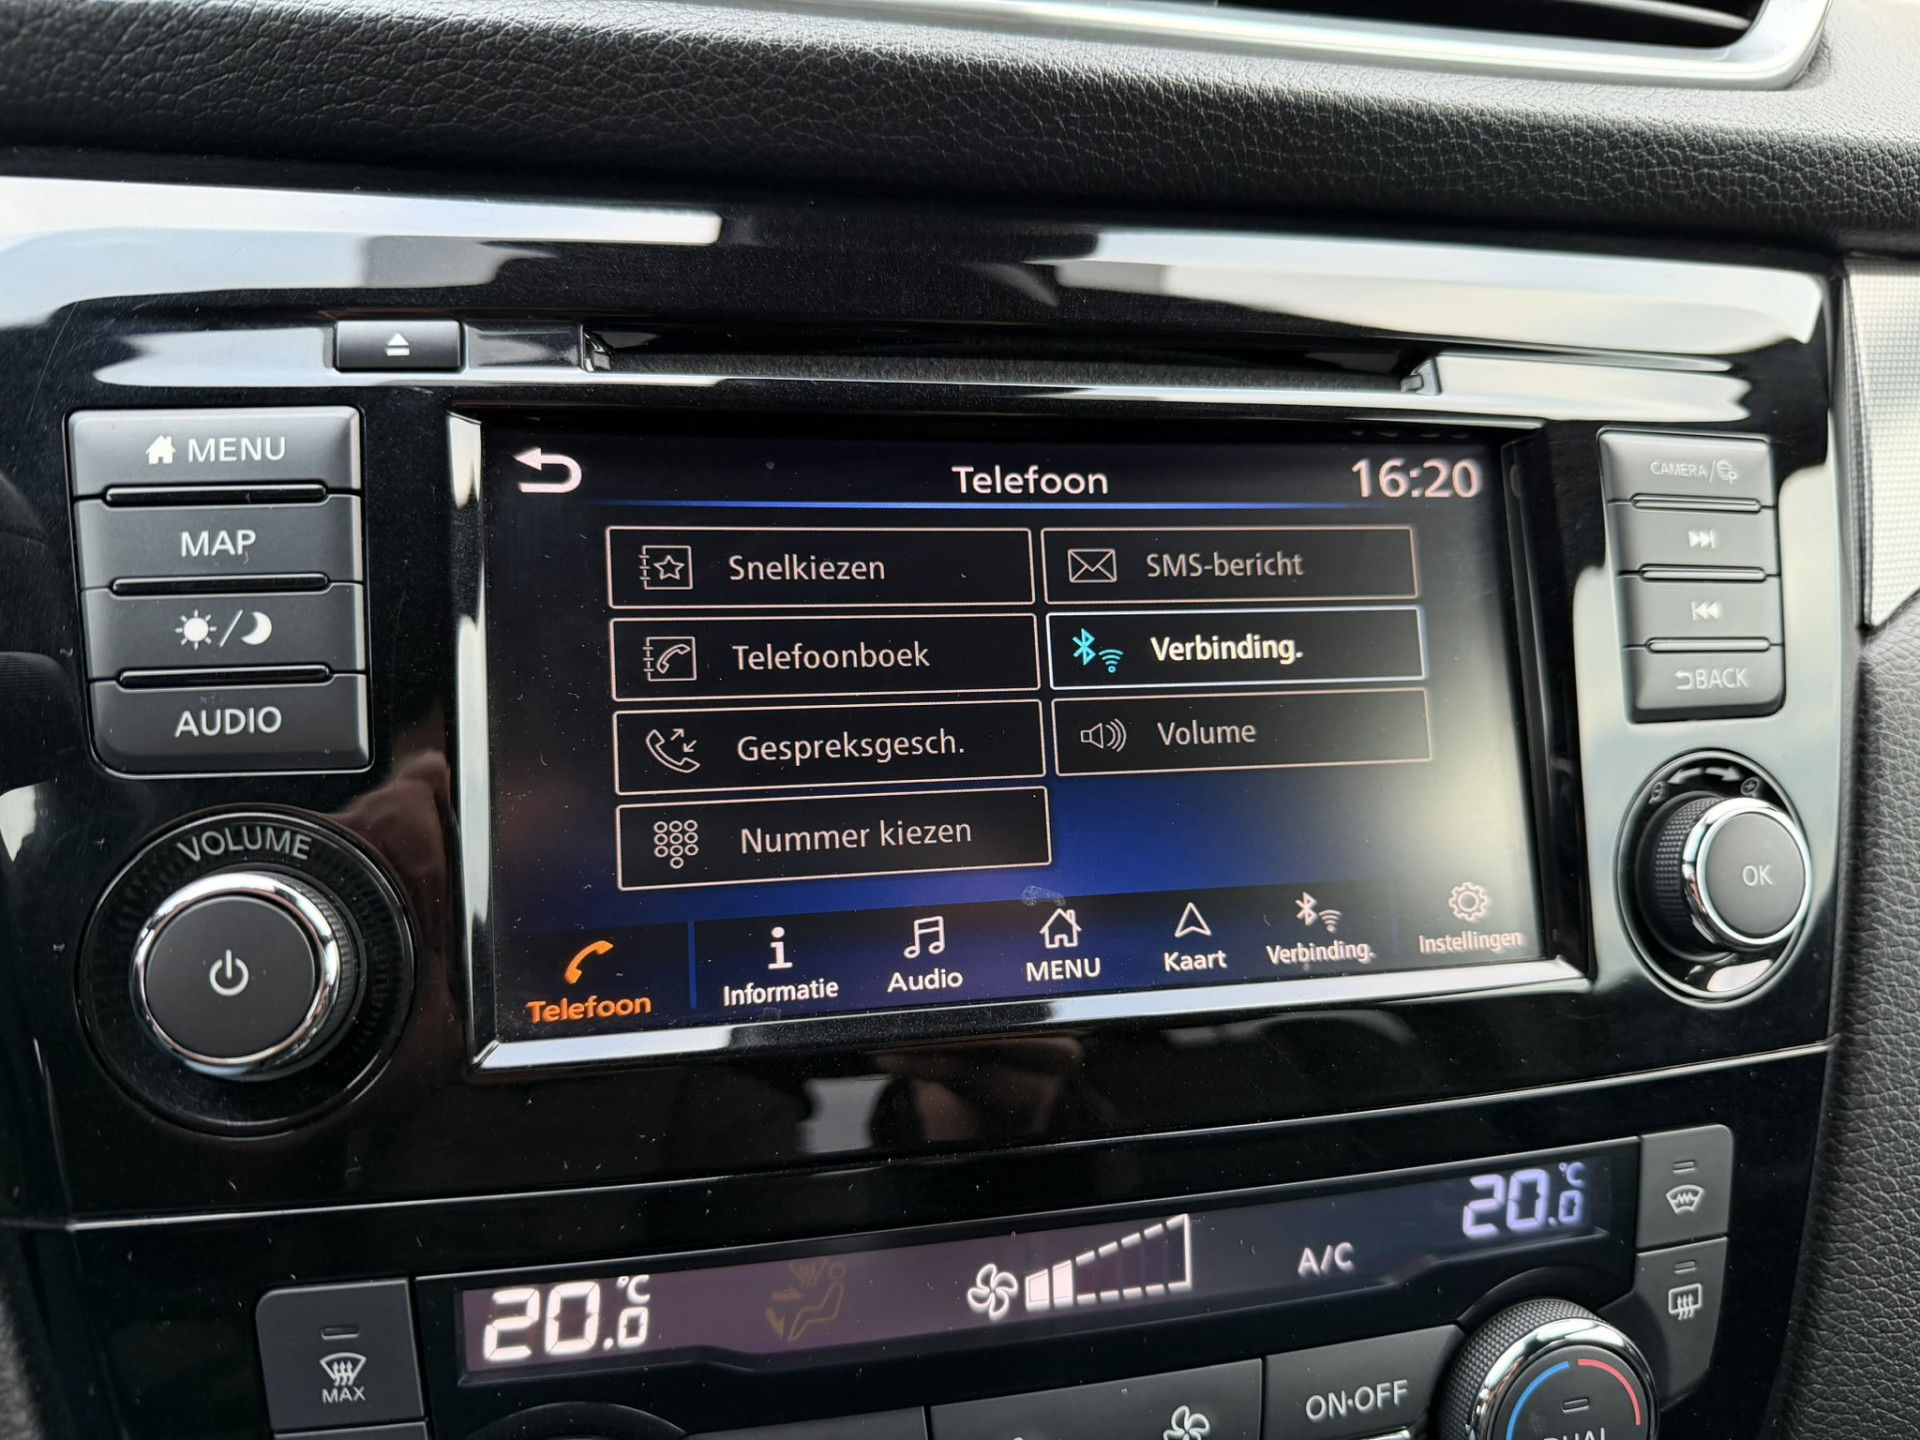 MENU
MAP
AUDIO
VOLUME
Telefoon
16:20
Snelkiezen
SMS-bericht
Telefoonboek
Verbinding.
Gespreksgesch.
Volume
Nummer kiezen
Telefoon
Informatie
Audio
MENU
Kaart
Verbinding.
Instellingen
CAMERA/
BACK
OK
20.0 °C
A/C
20.0 °C
MAX
ON·OFF
DUAL